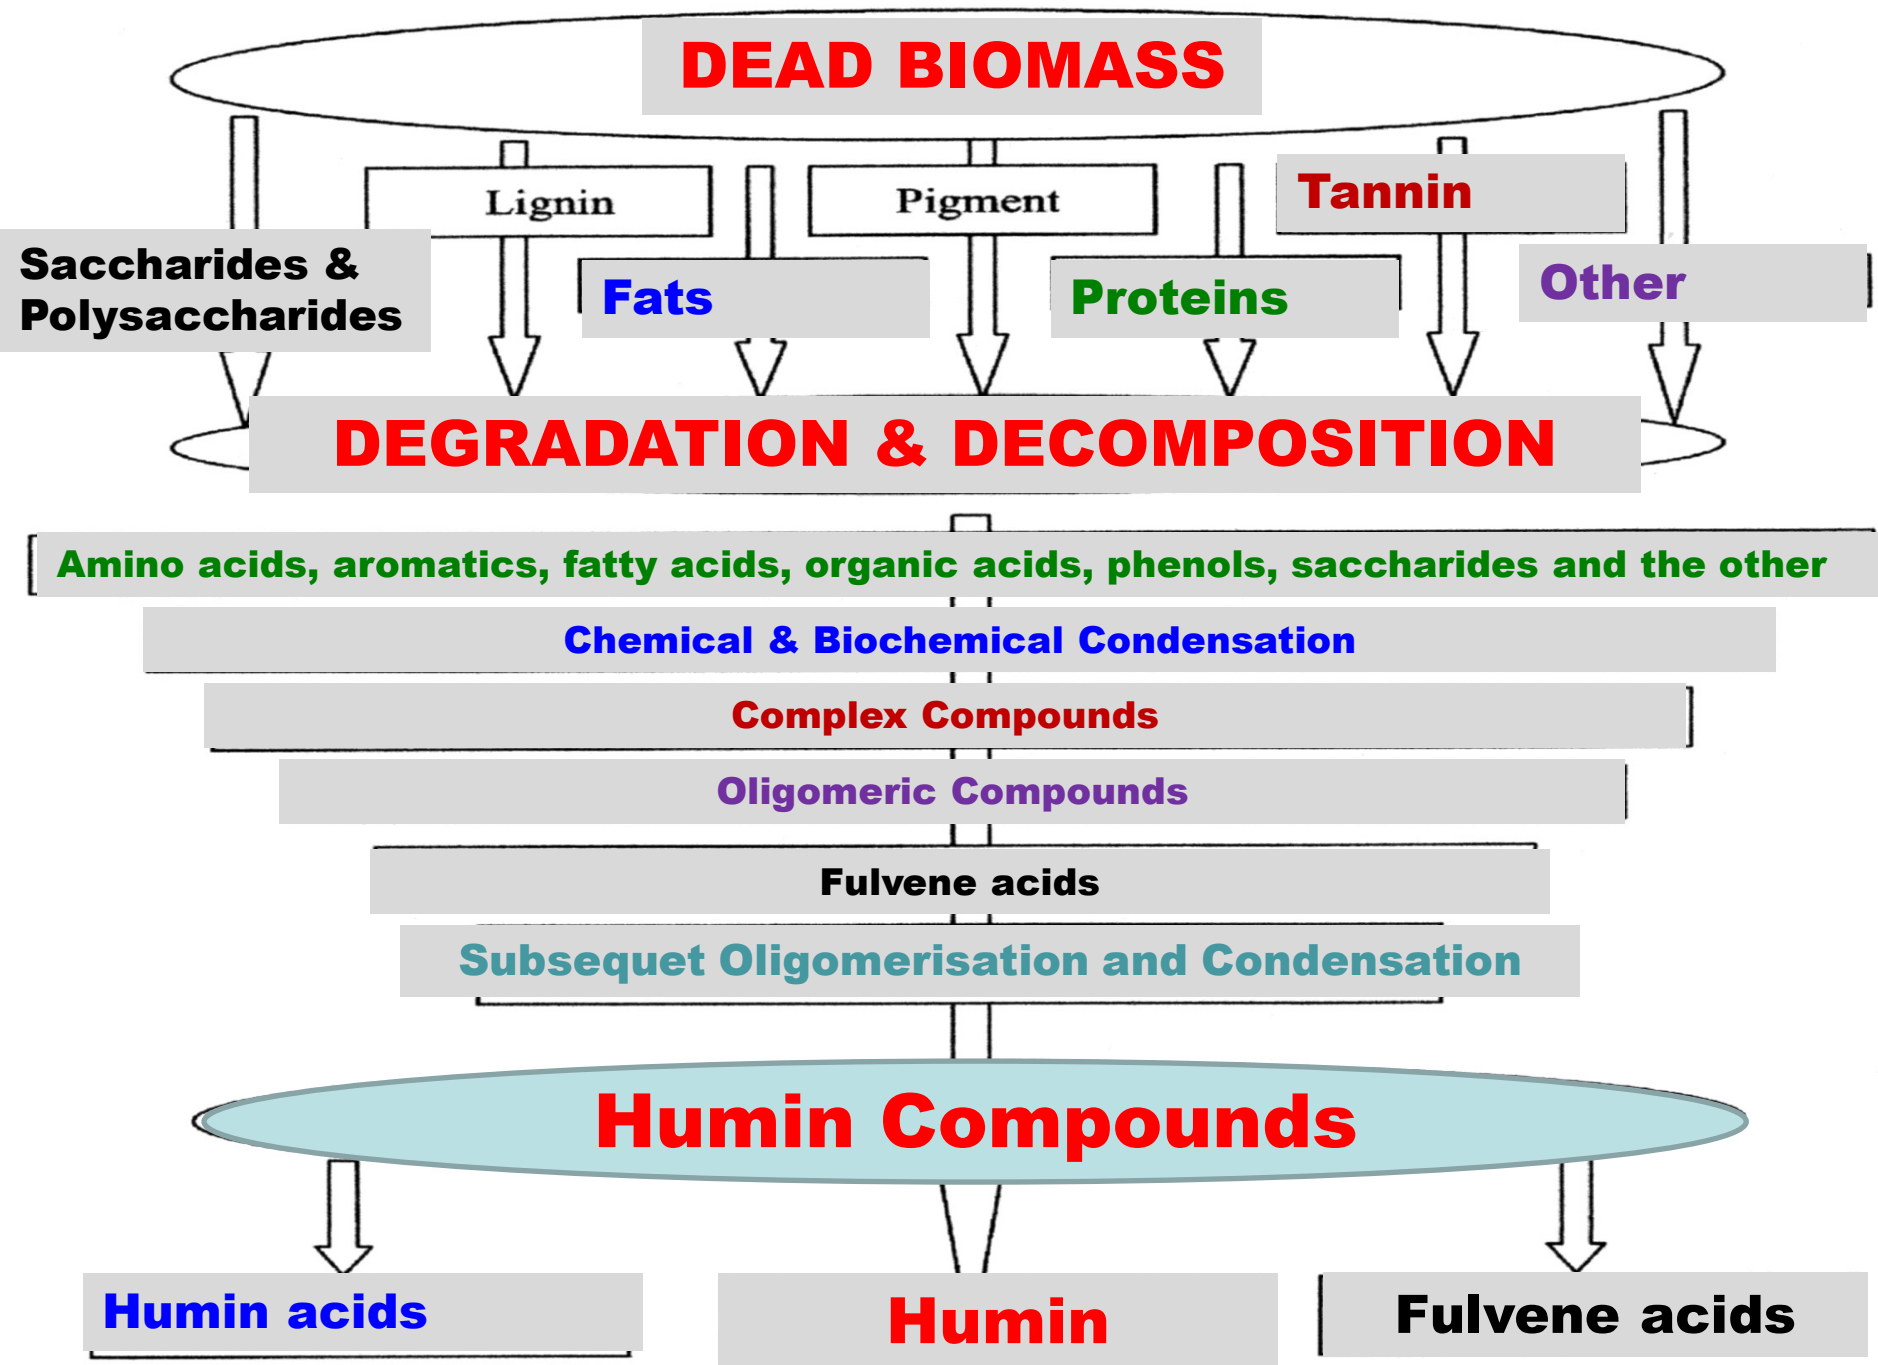 DEAD BIOMASS
Lignin
Pigment
Tannin
Saccharides &
Polysaccharides
Fats
Proteins
Other
DEGRADATION & DECOMPOSITION
Amino acids, aromatics, fatty acids, organic acids, phenols, saccharides and the other
Chemical & Biochemical Condensation
Complex Compounds
Oligomeric Compounds
Fulvene acids
Subsequet Oligomerisation and Condensation
Humin Compounds
Humin acids
Humin
Fulvene acids